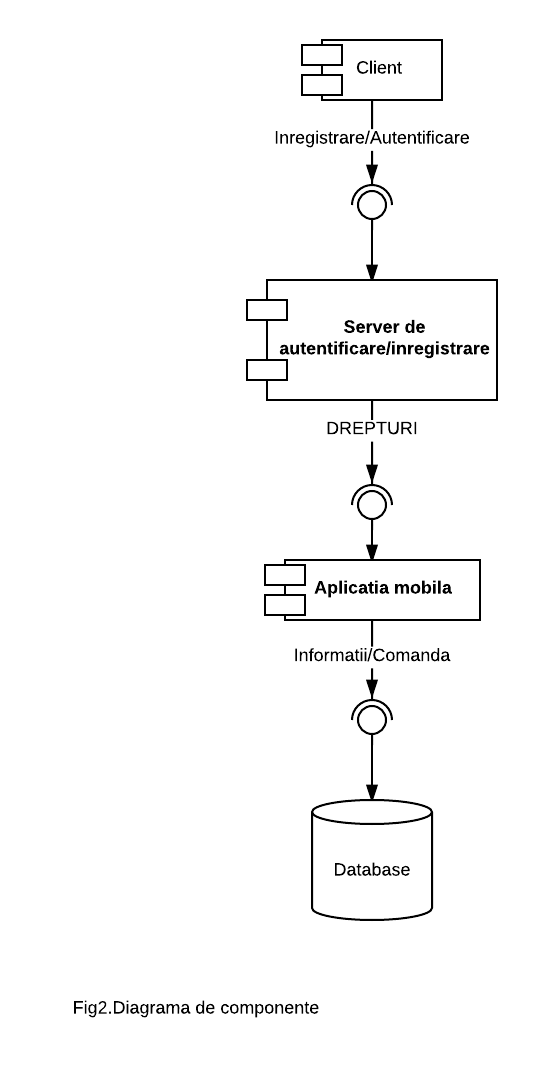 Client
Inregistrare/Autentificare
Server de
autentificare/inregistrare
DREPTURI
Aplicatia mobila
Informatii/Comanda
Database
Fig2.Diagrama de componente